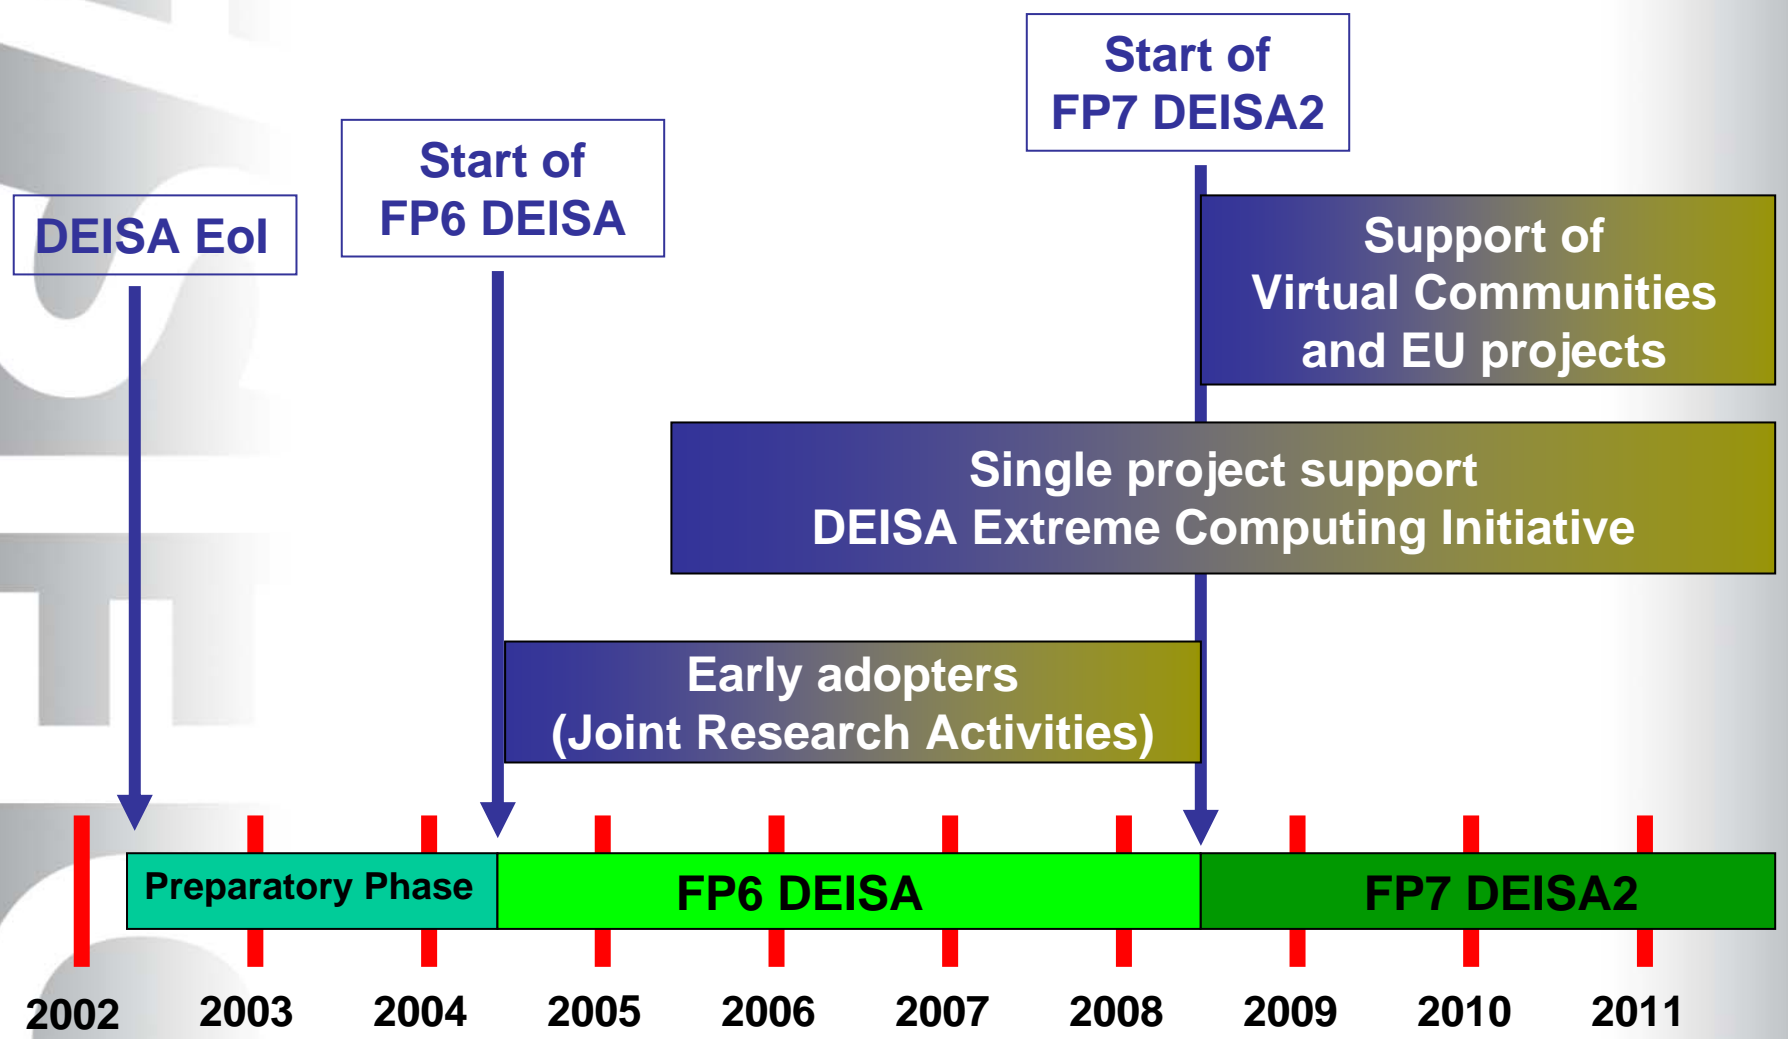 Start of
FP7 DEISA2
Start of
FP6 DEISA
DEISA EoI
Support of
Virtual Communities
and EU projects
Single project support
DEISA Extreme Computing Initiative
Early adopters
(Joint Research Activities)
Preparatory Phase
FP6 DEISA
FP7 DEISA2
2002 2003 2004 2005 2006 2007 2008 2009 2010 2011